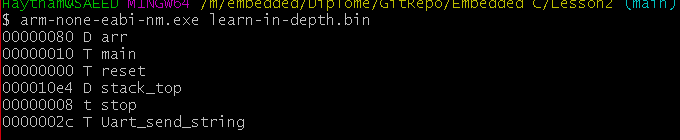 Haytham@SAEED MINGW64 /m/embedded/DipTome/GitRepo/Embedded C/Lesson2 (main)
$ arm-none-eabi-nm.exe learn-in-depth.bin
00000080 D arr
00000010 T main
00000000 T reset
000010e4 D stack_top
00000008 t stop
0000002c T Uart_send_string